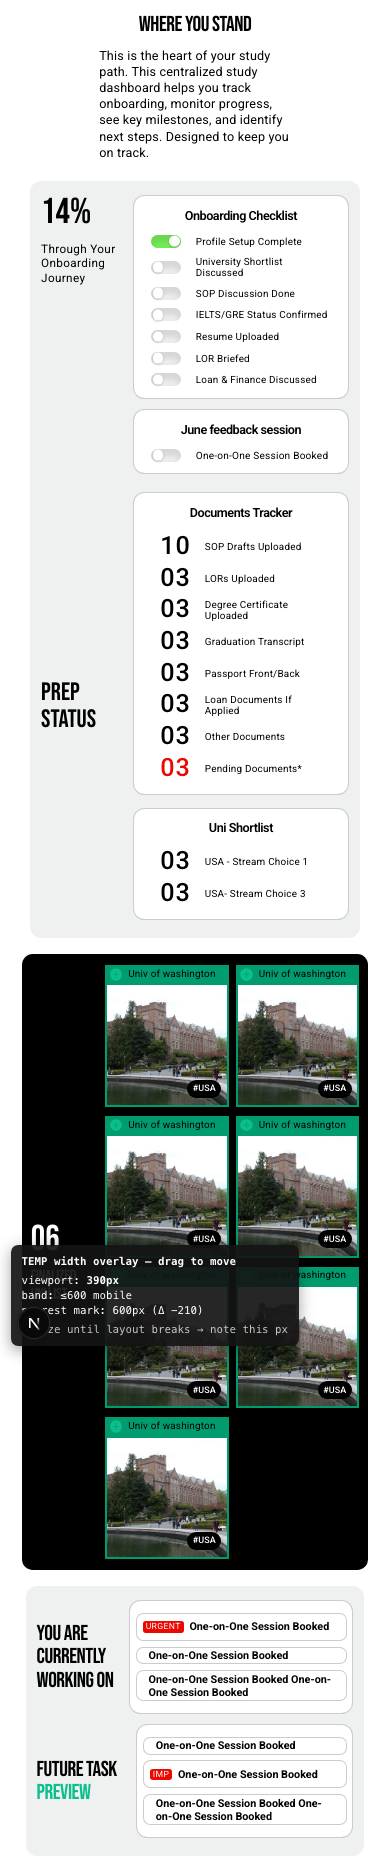 WHERE YOU STAND
This is the heart of your study
path. This centralized study
dashboard helps you track
onboarding, monitor progress,
see key milestones, and identify
next steps. Designed to keep you
on track.
14%
Through Your
Onboarding
Journey
Onboarding Checklist
Profile Setup Complete
University Shortlist
Discussed
SOP Discussion Done
IELTS/GRE Status Confirmed
Resume Uploaded
LOR Briefed
Loan & Finance Discussed
June feedback session
One-on-One Session Booked
PREP
STATUS
Documents Tracker
10 SOP Drafts Uploaded
03 LORs Uploaded
03 Degree Certificate
Uploaded
03 Graduation Transcript
03 Passport Front/Back
03 Loan Documents If
Applied
03 Other Documents
03 Pending Documents*
Uni Shortlist
03 USA - Stream Choice 1
03 USA- Stream Choice 3
06
Univ of washington
#USA
Univ of washington
#USA
Univ of washington
#USA
Univ of washington
#USA
washington
#USA
#USA
Univ of washington
#USA
TEMP width overlay — drag to move
viewport: 390px
band: ≤600 mobile
rest mark: 600px (Δ −210)
ze until layout breaks → note this px
N
YOU ARE
CURRENTLY
WORKING ON
URGENT One-on-One Session Booked
One-on-One Session Booked
One-on-One Session Booked One-on-
One Session Booked
FUTURE TASK
PREVIEW
One-on-One Session Booked
IMP One-on-One Session Booked
One-on-One Session Booked One-
on-One Session Booked